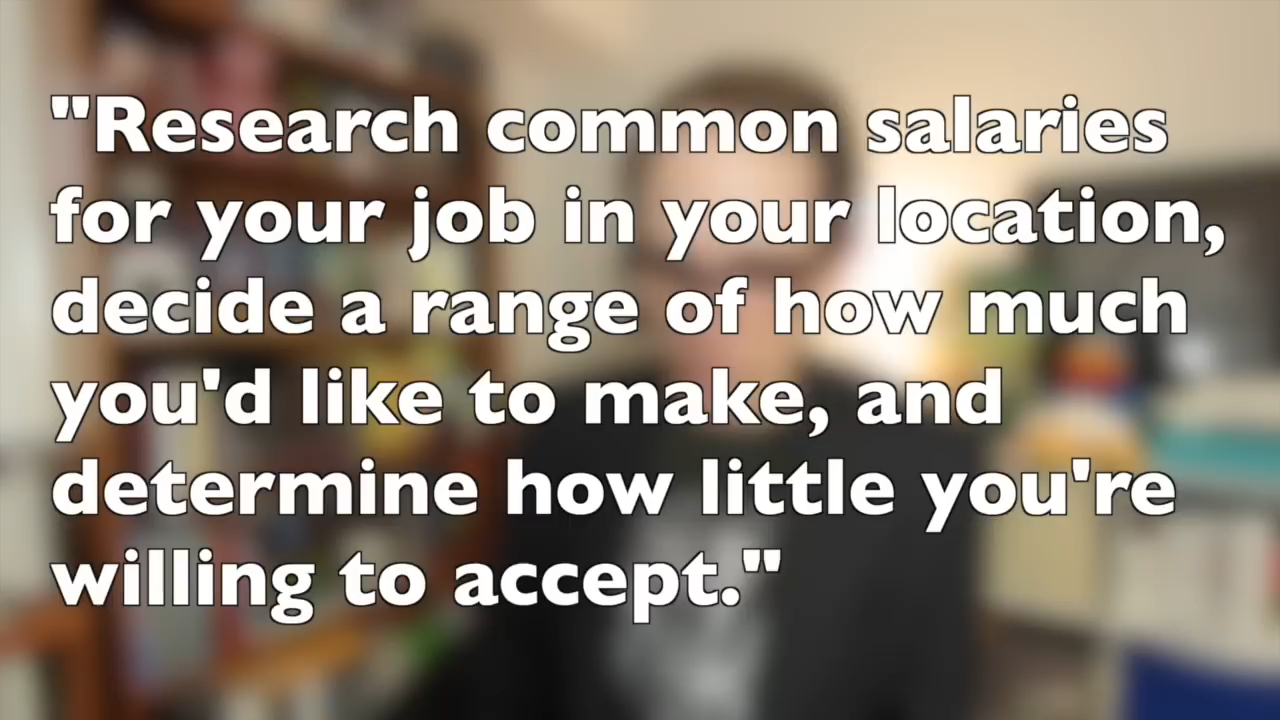 "Research common salaries
for your job in your location,
decide a range of how much
you'd like to make, and
determine how little you're
willing to accept."